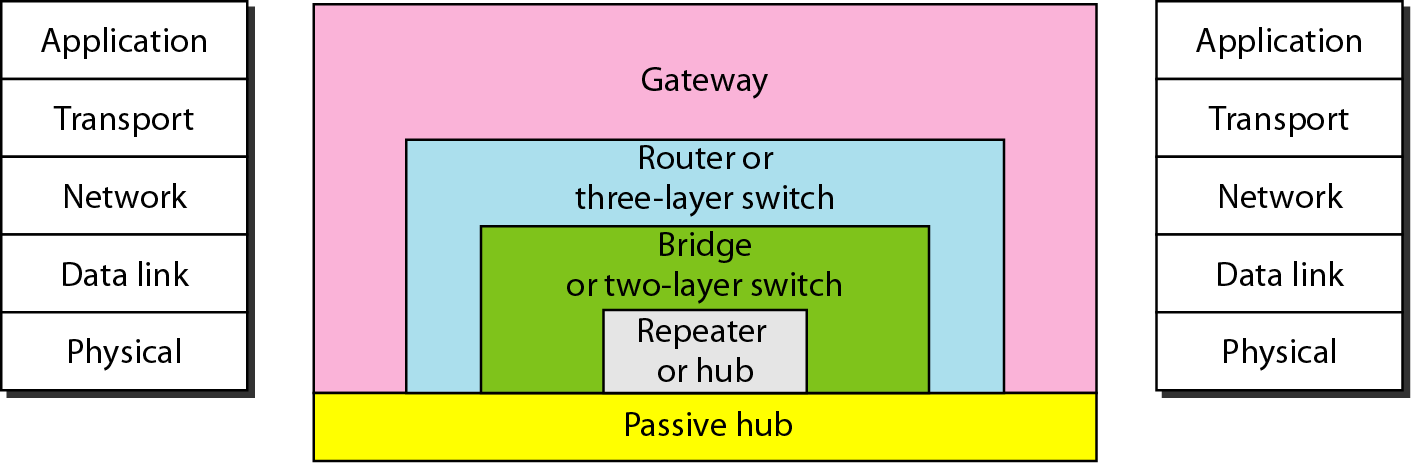 Application
Transport
Network
Data link
Physical
Gateway
Router or
three-layer switch
Bridge
or two-layer switch
Repeater
or hub
Passive hub
Application
Transport
Network
Data link
Physical